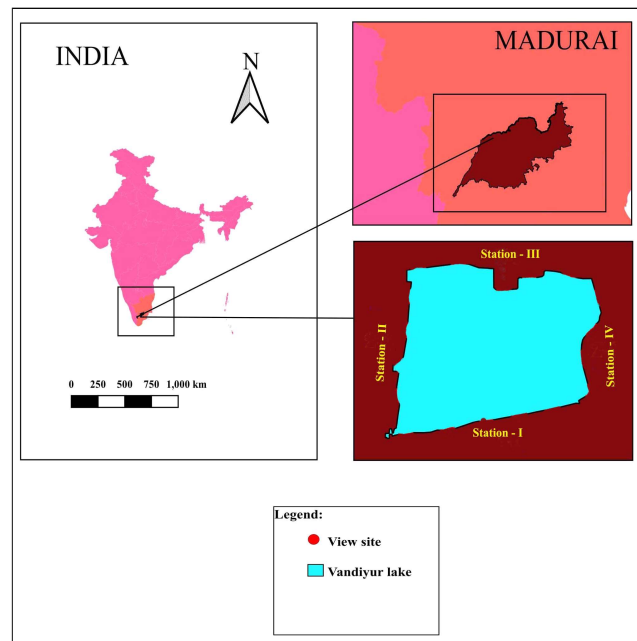 INDIA
N
0 250 500 750 1,000 km
MADURAI
Station - III
Station - II
Station - IV
Station - I
Legend:
View site
Vandiyur lake